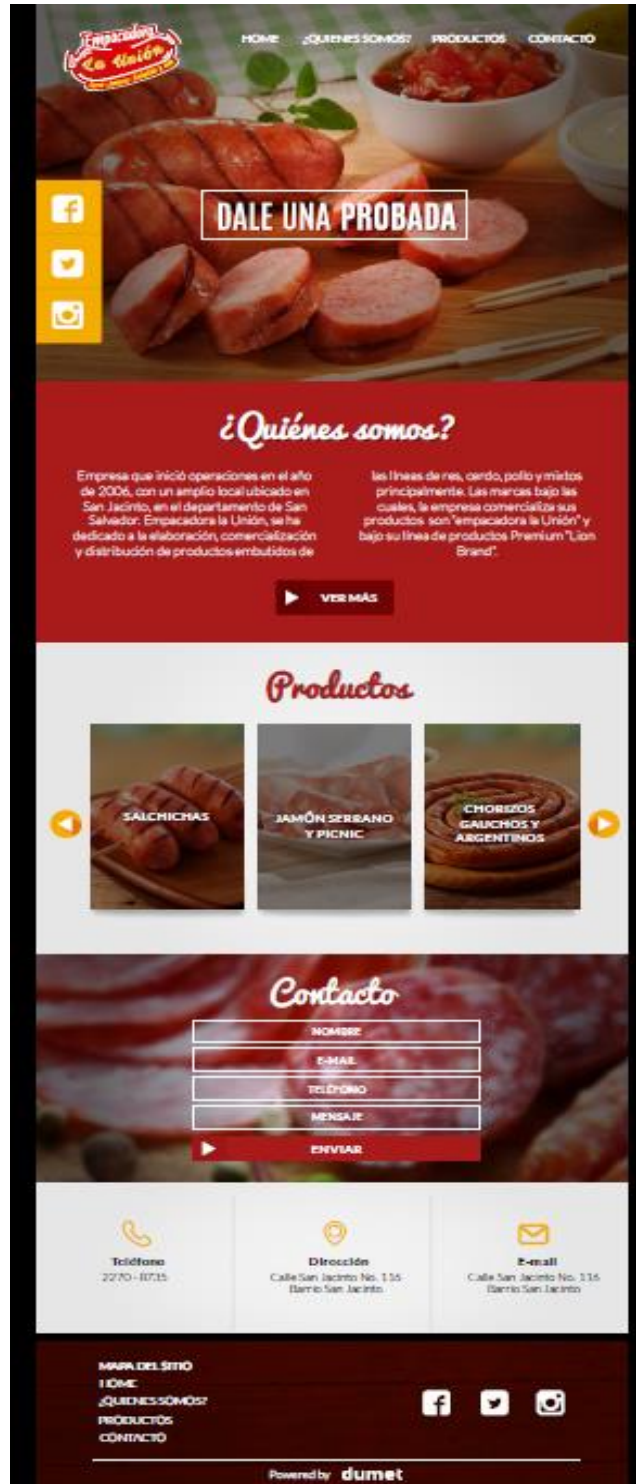 Empacadora
La Unión
HOME ¿QUIENES SOMOS? PRODUCTOS CONTACTO
DALE UNA PROBADA
¿Quiénes somos?
Empresa que inició operaciones en el año
de 2006, con un amplio local ubicado en
San Jacinto, en el departamento de San
Salvador. Empacadora la Unión, se ha
dedicado a la elaboración, comercialización
y distribución de productos embutidos de
las líneas de res, cerdo, pollo y mixtos
principalmente. Las marcas bajo las
cuales, la empresa comercializa sus
productos son "empacadora la Unión" y
bajo su línea de productos Premium "Lion
Brand".
VER MÁS
Productos
SALCHICHAS
JAMÓN SERRANO
Y PICNIC
CHORIZOS
GAUCHOS Y
ARGENTINOS
Contacto
NOMBRE
E-MAIL
TELÉFONO
MENSAJE
ENVIAR
Teléfono
2270 - 8735
Dirección
Calle San Jacinto No. 116
Barrio San Jacinto
E-mail
Calle San Jacinto No. 116
Barrio San Jacinto
MAPA DEL SITIO
HOME
¿QUIENES SOMOS?
PRODUCTOS
CONTACTO
Powered by dumet